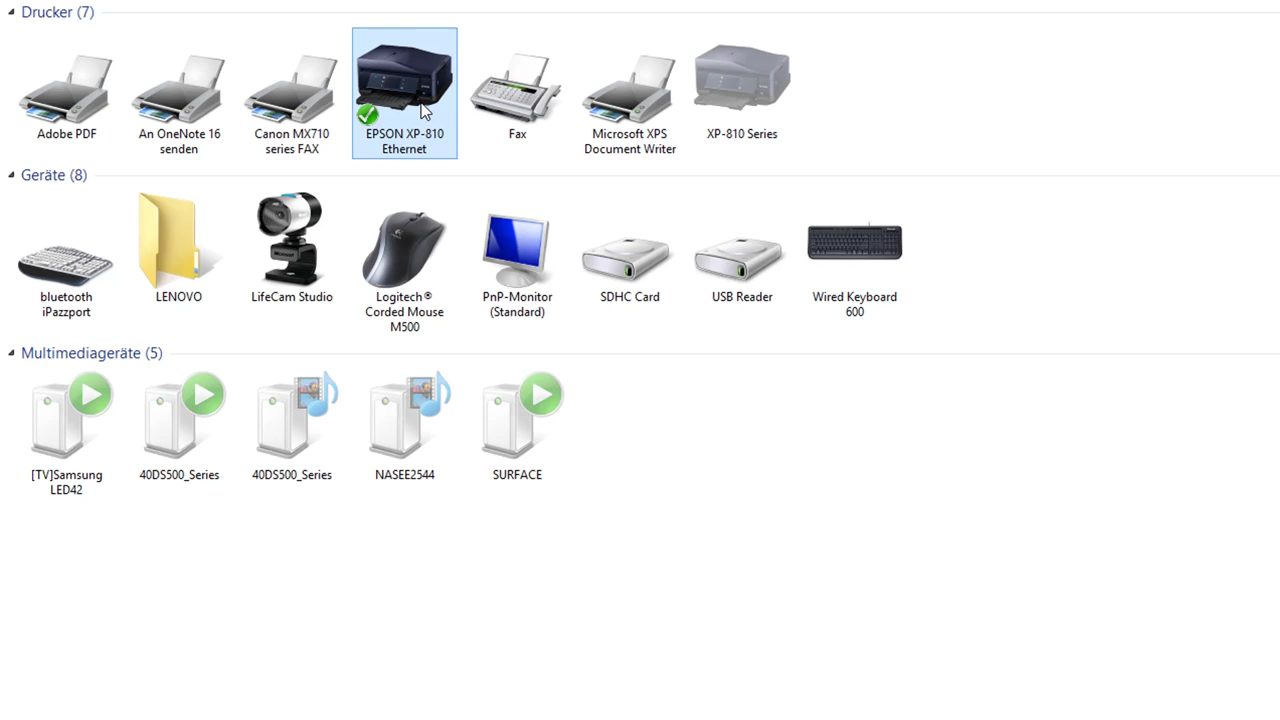 Drucker (7)
Adobe PDF
An OneNote 16
senden
Canon MX710
series FAX
EPSON XP-810
Ethernet
Fax
Microsoft XPS
Document Writer
XP-810 Series
Geräte (8)
bluetooth
iPazzport
LENOVO
LifeCam Studio
Logitech®
Corded Mouse
M500
PnP-Monitor
(Standard)
SDHC Card
USB Reader
Wired Keyboard
600
Multimediageräte (5)
[TV]Samsung
LED42
40DS500_Series
40DS500_Series
NASEE2544
SURFACE